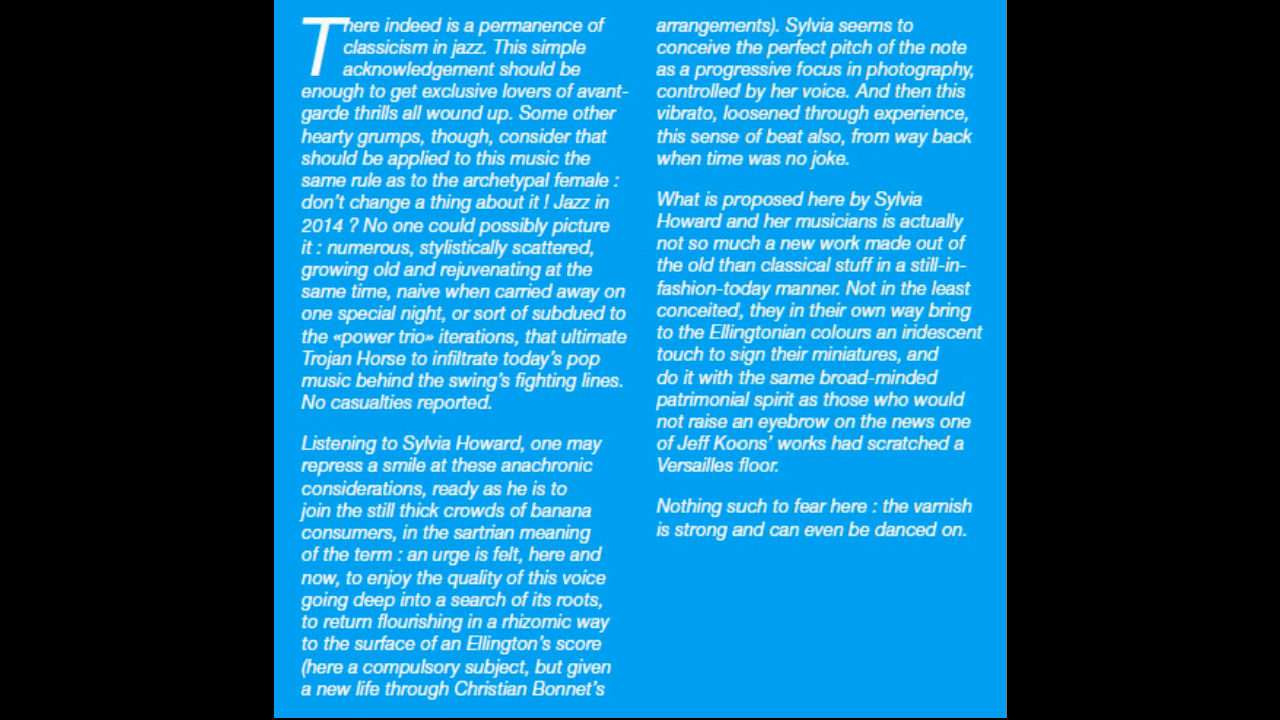 There indeed is a permanence of
classicism in jazz. This simple
acknowledgement should be
enough to get exclusive lovers of avant-
garde thrills all wound up. Some other
hearty grumps, though, consider that
should be applied to this music the
same rule as to the archetypal female :
don't change a thing about it ! Jazz in
2014 ? No one could possibly picture
it : numerous, stylistically scattered,
growing old and rejuvenating at the
same time, naive when carried away on
one special night, or sort of subdued to
the «power trio» iterations, that ultimate
Trojan Horse to infiltrate today's pop
music behind the swing's fighting lines.
No casualties reported.
Listening to Sylvia Howard, one may
repress a smile at these anachronic
considerations, ready as he is to
join the still thick crowds of banana
consumers, in the sartrian meaning
of the term : an urge is felt, here and
now, to enjoy the quality of this voice
going deep into a search of its roots,
to return flourishing in a rhizomic way
to the surface of an Ellington's score
(here a compulsory subject, but given
a new life through Christian Bonnet's
arrangements). Sylvia seems to
conceive the perfect pitch of the note
as a progressive focus in photography,
controlled by her voice. And then this
vibrato, loosened through experience,
this sense of beat also, from way back
when time was no joke.
What is proposed here by Sylvia
Howard and her musicians is actually
not so much a new work made out of
the old than classical stuff in a still-in-
fashion-today manner. Not in the least
conceited, they in their own way bring
to the Ellingtonian colours an iridescent
touch to sign their miniatures, and
do it with the same broad-minded
patrimonial spirit as those who would
not raise an eyebrow on the news one
of Jeff Koons' works had scratched a
Versailles floor.
Nothing such to fear here : the varnish
is strong and can even be danced on.